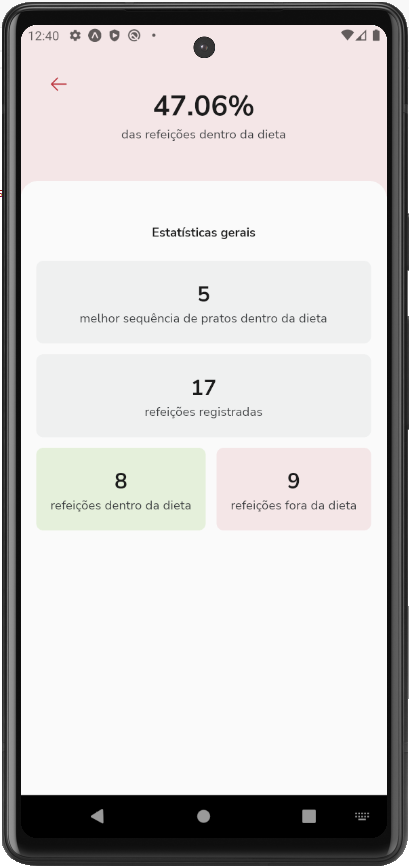 12:40
47.06%
das refeições dentro da dieta
Estatísticas gerais
5
melhor sequência de pratos dentro da dieta
17
refeições registradas
8
refeições dentro da dieta
9
refeições fora da dieta